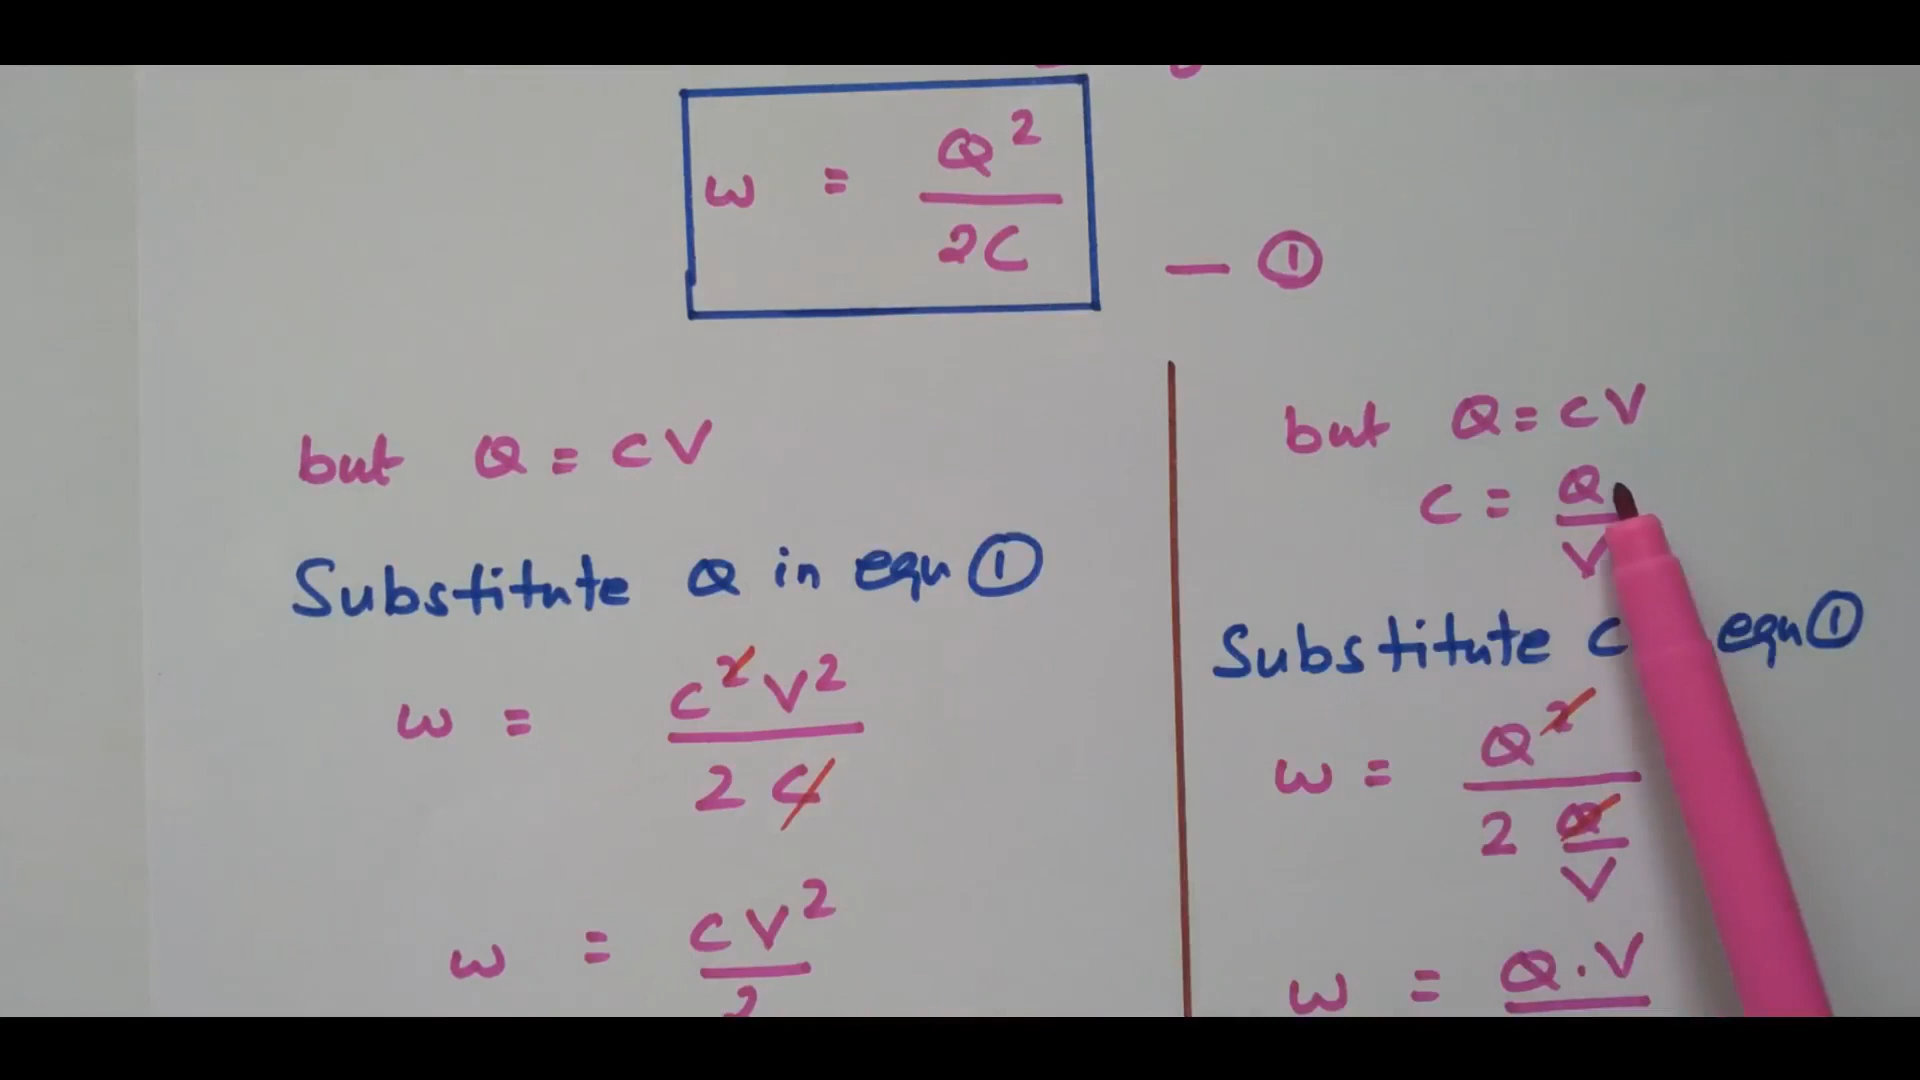 w = Q²/2C — ①
but Q = CV
Substitute Q in equ ①
w = C²V²/2C
w = CV²/2
but Q = CV
C = Q/V
Substitute C equ ①
w = Q²/2 Q/V
w = Q.V